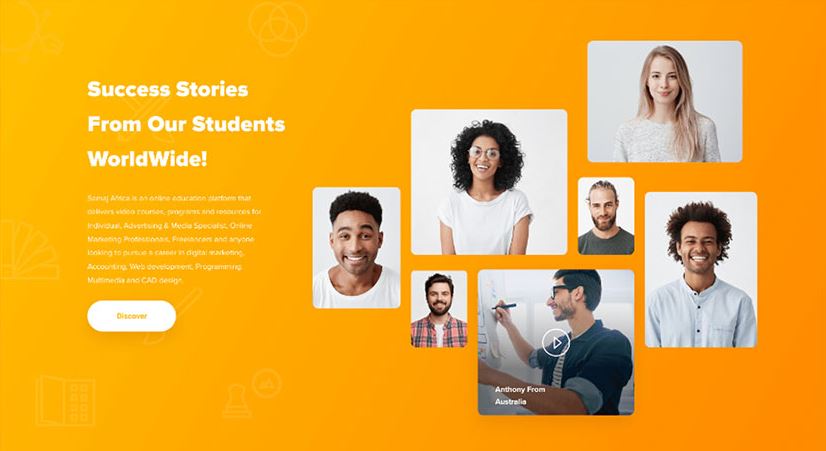 Success Stories
From Our Students
WorldWide!
Samaj Africa is an online education platform that
delivers video courses, programs and resources for
Individual, Advertising & Media Specialist, Online
Marketing Professionals, Freelancers and anyone
looking to pursue a career in digital marketing,
Accounting, Web development, Programming.
Multimedia and CAD design.
Discover
Anthony From
Australia